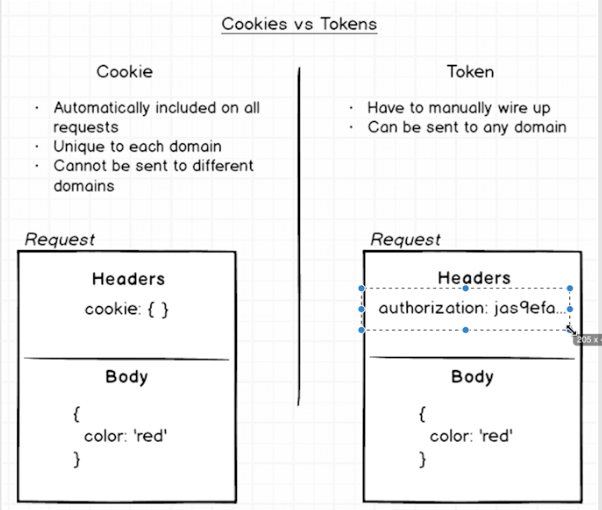 Cookies vs Tokens
Cookie
· Automatically included on all
requests
· Unique to each domain
· Cannot be sent to different
domains
Request
Headers
cookie: { }
Body
{
color: 'red'
}
Token
· Have to manually wire up
· Can be sent to any domain
Request
Headers
authorization: jas9efa...
205 x
Body
{
color: 'red'
}